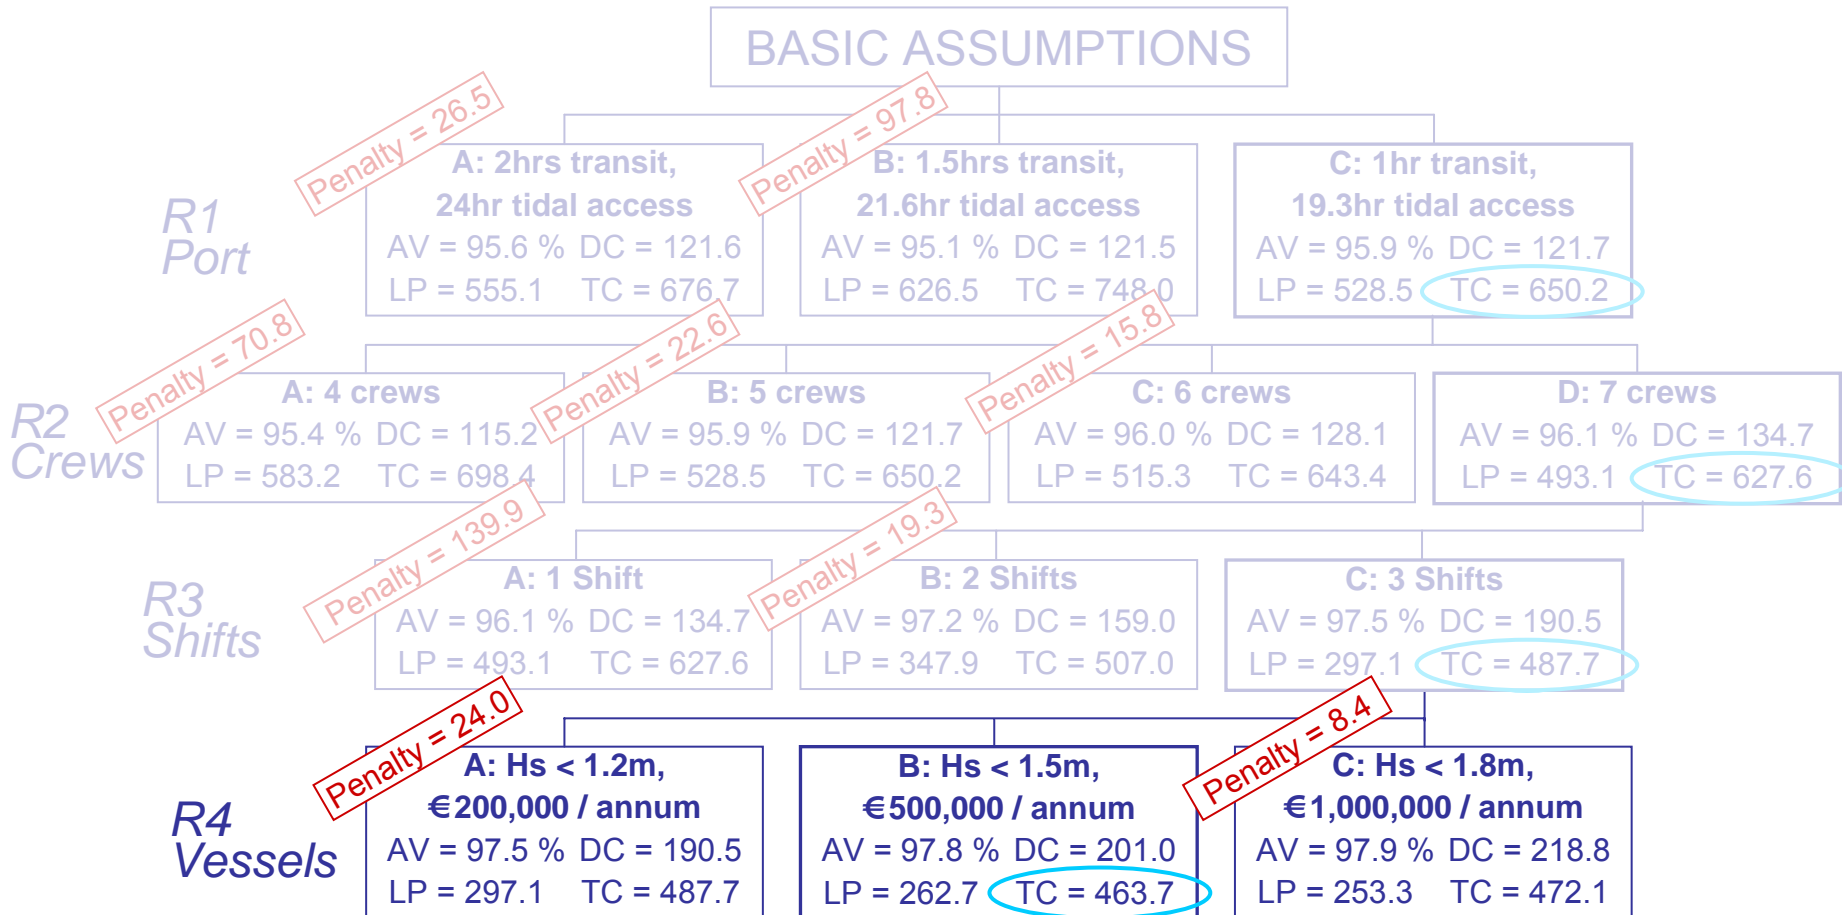 BASIC ASSUMPTIONS
R1
Port
Penalty = 26.5
A: 2hrs transit,
24hr tidal access
AV = 95.6 % DC = 121.6
LP = 555.1 TC = 676.7
Penalty = 97.8
B: 1.5hrs transit,
21.6hr tidal access
AV = 95.1 % DC = 121.5
LP = 626.5 TC = 748.0
C: 1hr transit,
19.3hr tidal access
AV = 95.9 % DC = 121.7
LP = 528.5 TC = 650.2
R2
Crews
Penalty = 70.8
A: 4 crews
AV = 95.4 % DC = 115.2
LP = 583.2 TC = 698.4
Penalty = 22.6
B: 5 crews
AV = 95.9 % DC = 121.7
LP = 528.5 TC = 650.2
Penalty = 15.8
C: 6 crews
AV = 96.0 % DC = 128.1
LP = 515.3 TC = 643.4
D: 7 crews
AV = 96.1 % DC = 134.7
LP = 493.1 TC = 627.6
R3
Shifts
Penalty = 139.9
A: 1 Shift
AV = 96.1 % DC = 134.7
LP = 493.1 TC = 627.6
Penalty = 19.3
B: 2 Shifts
AV = 97.2 % DC = 159.0
LP = 347.9 TC = 507.0
C: 3 Shifts
AV = 97.5 % DC = 190.5
LP = 297.1 TC = 487.7
R4
Vessels
Penalty = 24.0
A: Hs < 1.2m,
€200,000 / annum
AV = 97.5 % DC = 190.5
LP = 297.1 TC = 487.7
B: Hs < 1.5m,
€500,000 / annum
AV = 97.8 % DC = 201.0
LP = 262.7 TC = 463.7
Penalty = 8.4
C: Hs < 1.8m,
€1,000,000 / annum
AV = 97.9 % DC = 218.8
LP = 253.3 TC = 472.1